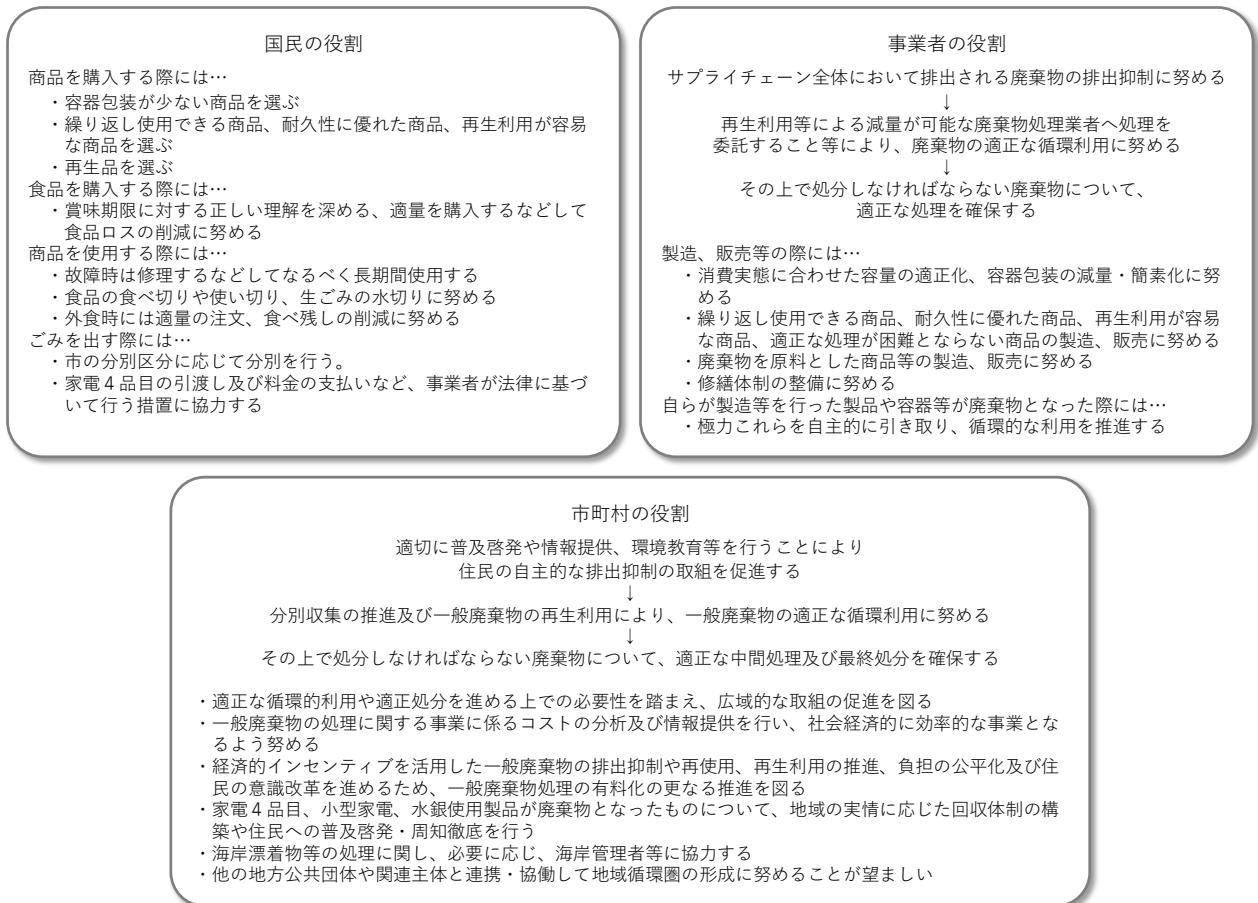 国民の役割
商品を購入する際には…
・容器包装が少ない商品を選ぶ
・繰り返し使用できる商品、耐久性に優れた商品、再生利用が容易
な商品を選ぶ
・再生品を選ぶ
食品を購入する際には…
・賞味期限に対する正しい理解を深める、適量を購入するなどして
食品ロスの削減に努める
商品を使用する際には…
・故障時は修理するなどしてなるべく長期間使用する
・食品の食べ切りや使い切り、生ごみの水切りに努める
・外食時には適量の注文、食べ残しの削減に努める
ごみを出す際には…
・市の分別区分に応じて分別を行う。
・家電4品目の引渡し及び料金の支払いなど、事業者が法律に基づ
いて行う措置に協力する
事業者の役割
サプライチェーン全体において排出される廃棄物の排出抑制に努める
↓
再生利用等による減量が可能な廃棄物処理業者へ処理を
委託すること等により、廃棄物の適正な循環利用に努める
↓
その上で処分しなければならない廃棄物について、
適正な処理を確保する
製造、販売等の際には…
・消費実態に合わせた容量の適正化、容器包装の減量・簡素化に努
める
・繰り返し使用できる商品、耐久性に優れた商品、再生利用が容易
な商品、適正な処理が困難とならない商品の製造、販売に努める
・廃棄物を原料とした商品等の製造、販売に努める
・修繕体制の整備に努める
自らが製造等を行った製品や容器等が廃棄物となった際には…
・極力これらを自主的に引き取り、循環的な利用を推進する
市町村の役割
適切に普及啓発や情報提供、環境教育等を行うことにより
住民の自主的な排出抑制の取組を促進する
↓
分別収集の推進及び一般廃棄物の再生利用により、一般廃棄物の適正な循環利用に努める
↓
その上で処分しなければならない廃棄物について、適正な中間処理及び最終処分を確保する
・適正な循環的利用や適正処分を進める上での必要性を踏まえ、広域的な取組の促進を図る
・一般廃棄物の処理に関する事業に係るコストの分析及び情報提供を行い、社会経済的に効率的な事業とな
るよう努める
・経済的インセンティブを活用した一般廃棄物の排出抑制や再使用、再生利用の推進、負担の公平化及び住
民の意識改革を進めるため、一般廃棄物処理の有料化の更なる推進を図る
・家電4品目、小型家電、水銀使用製品が廃棄物となったものについて、地域の実情に応じた回収体制の構
築や住民への普及啓発・周知徹底を行う
・海岸漂着物等の処理に関し、必要に応じ、海岸管理者等に協力する
・他の地方公共団体や関連主体と連携・協働して地域循環圏の形成に努めることが望ましい